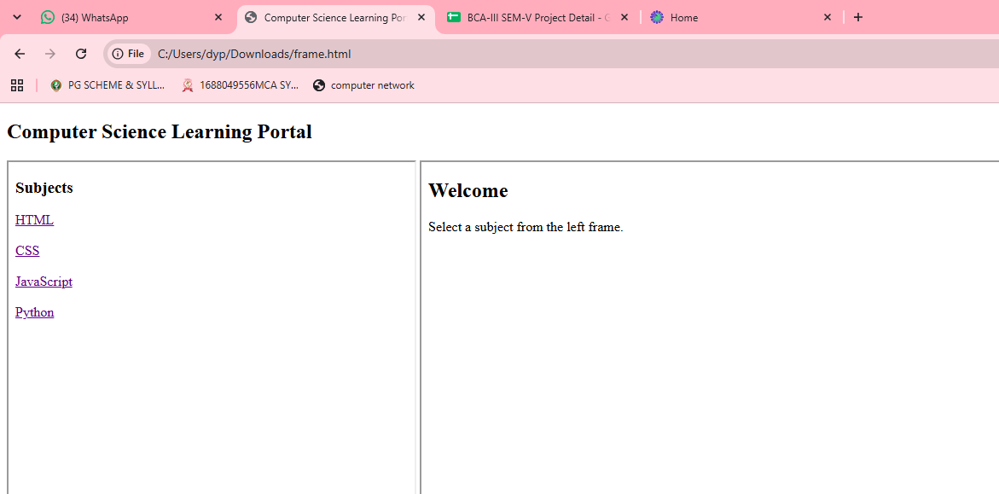 (34) WhatsApp
Computer Science Learning Por
BCA-III SEM-V Project Detail - G
Home
File
C:/Users/dyp/Downloads/frame.html
PG SCHEME & SYLL...
1688049556MCA SY...
computer network
Computer Science Learning Portal
Subjects
HTML
CSS
JavaScript
Python
Welcome
Select a subject from the left frame.